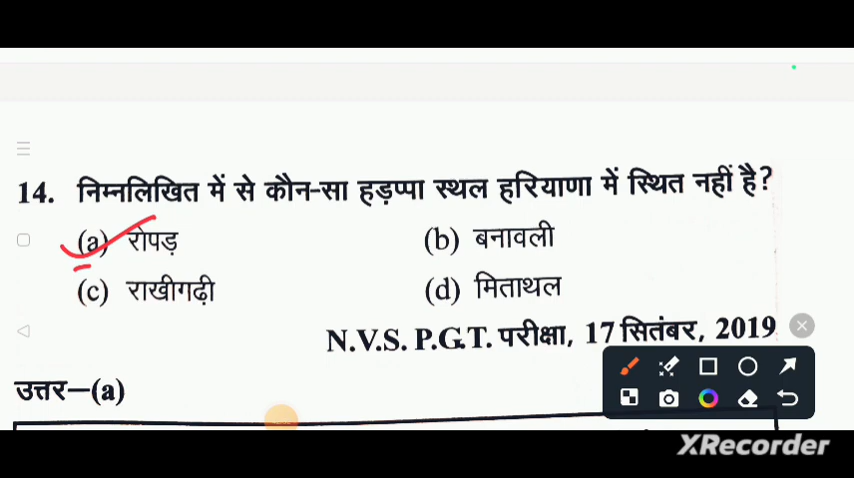 14. निम्नलिखित में से कौन-सा हड़प्पा स्थल हरियाणा में स्थित नहीं है?
(a) रोपड़ (b) बनावली
(c) राखीगढ़ी (d) मिताथल
N.V.S. P.G.T. परीक्षा, 17 सितंबर, 2019
उत्तर–(a)
XRecorder